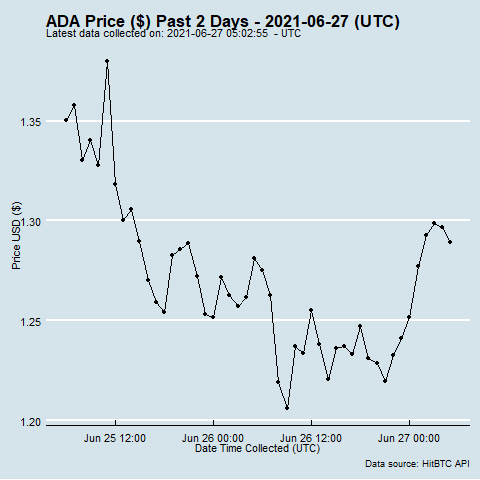 ADA Price ($) Past 2 Days - 2021-06-27 (UTC)
Latest data collected on: 2021-06-27 05:02:55  - UTC
1.35
1.30
1.25
1.20
Price USD ($)
Jun 25 12:00 Jun 26 00:00 Jun 26 12:00 Jun 27 00:00
Date Time Collected (UTC)
Data source: HitBTC API